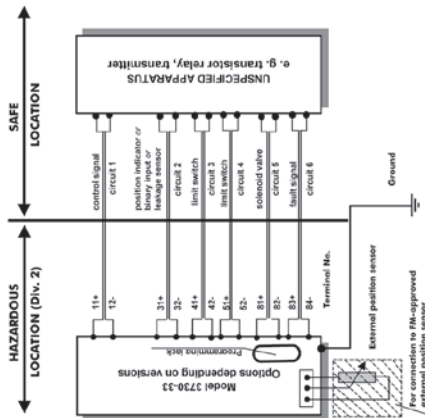 HAZARDOUS
LOCATION (Div. 2)
SAFE
LOCATION
Model 3730-33
Options depending on versions
Programming jack
UNSPECIFIED APPARATUS
e. g. transistor relay, transmitter
11+
12-
control signal
circuit 1
31+
32-
position indicator or
binary input or
leakage sensor
circuit 2
41+
42-
limit switch
circuit 3
51+
52-
limit switch
circuit 4
81+
82-
solenoid valve
circuit 5
83+
84-
fault signal
circuit 6
Terminal No.
Ground
External position sensor
For connection to FM-approved
external position sensor